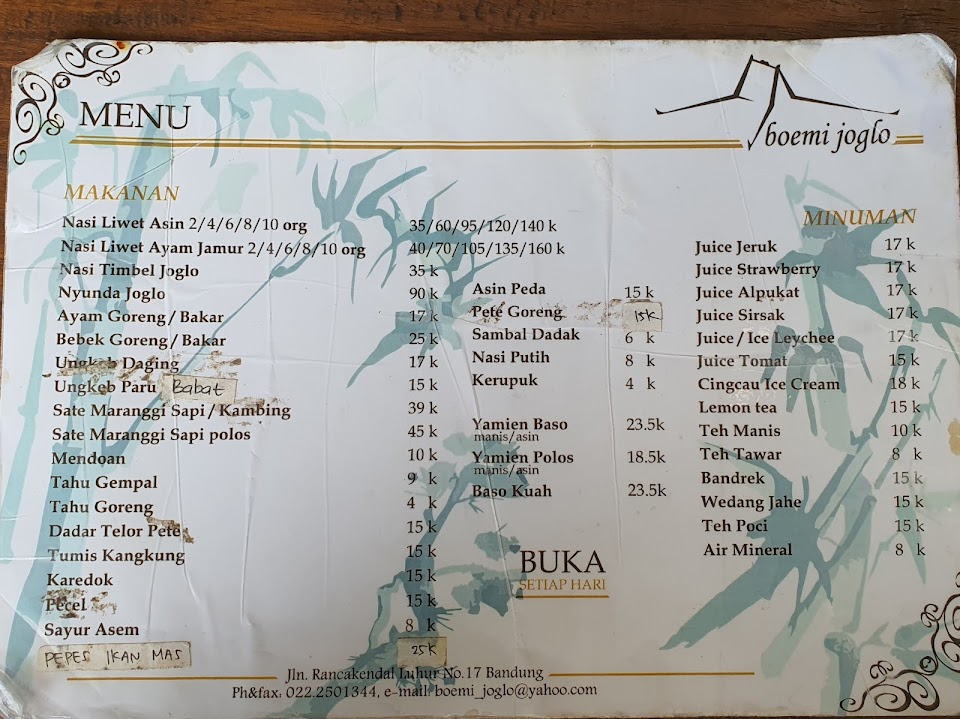 MENU
boemi joglo
MAKANAN
Nasi Liwet Asin 2/4/6/8/10 org 35/60/95/120/140 k
Nasi Liwet Ayam Jamur 2/4/6/8/10 org 40/70/105/135/160 k
Nasi Timbel Joglo 35 k
Nyunda Joglo 90 k
Ayam Goreng/Bakar 17 k
Bebek Goreng/Bakar 25 k
Ungkeb Daging 17 k
Ungkeb Paru Babat 15 k
Sate Maranggi Sapi/Kambing 39 k
Sate Maranggi Sapi polos 45 k
Mendoan 10 k
Tahu Gempal 9 k
Tahu Goreng 4 k
Dadar Telor Pete 15 k
Tumis Kangkung 15 k
Karedok 15 k
Pecel 15 k
Sayur Asem 8 k
PEPES IKAN MAS 25K
Asin Peda 15 k
Pete Goreng 15K
Sambal Dadak 6 k
Nasi Putih 8 k
Kerupuk 4 k
Yamien Baso 23.5k
manis/asin
Yamien Polos 18.5k
manis/asin
Baso Kuah 23.5k
BUKA
SETIAP HARI
MINUMAN
Juice Jeruk 17 k
Juice Strawberry 17 k
Juice Alpukat 17 k
Juice Sirsak 17 k
Juice/Ice Leychee 17 k
Juice Tomat 15 k
Cingcau Ice Cream 18 k
Lemon tea 15 k
Teh Manis 10 k
Teh Tawar 8 k
Bandrek 15 k
Wedang Jahe 15 k
Teh Poci 15 k
Air Mineral 8 k
Jln. Rancakendal Luhur No.17 Bandung
Ph&fax: 022.2501344, e-mail: boemi_joglo@yahoo.com